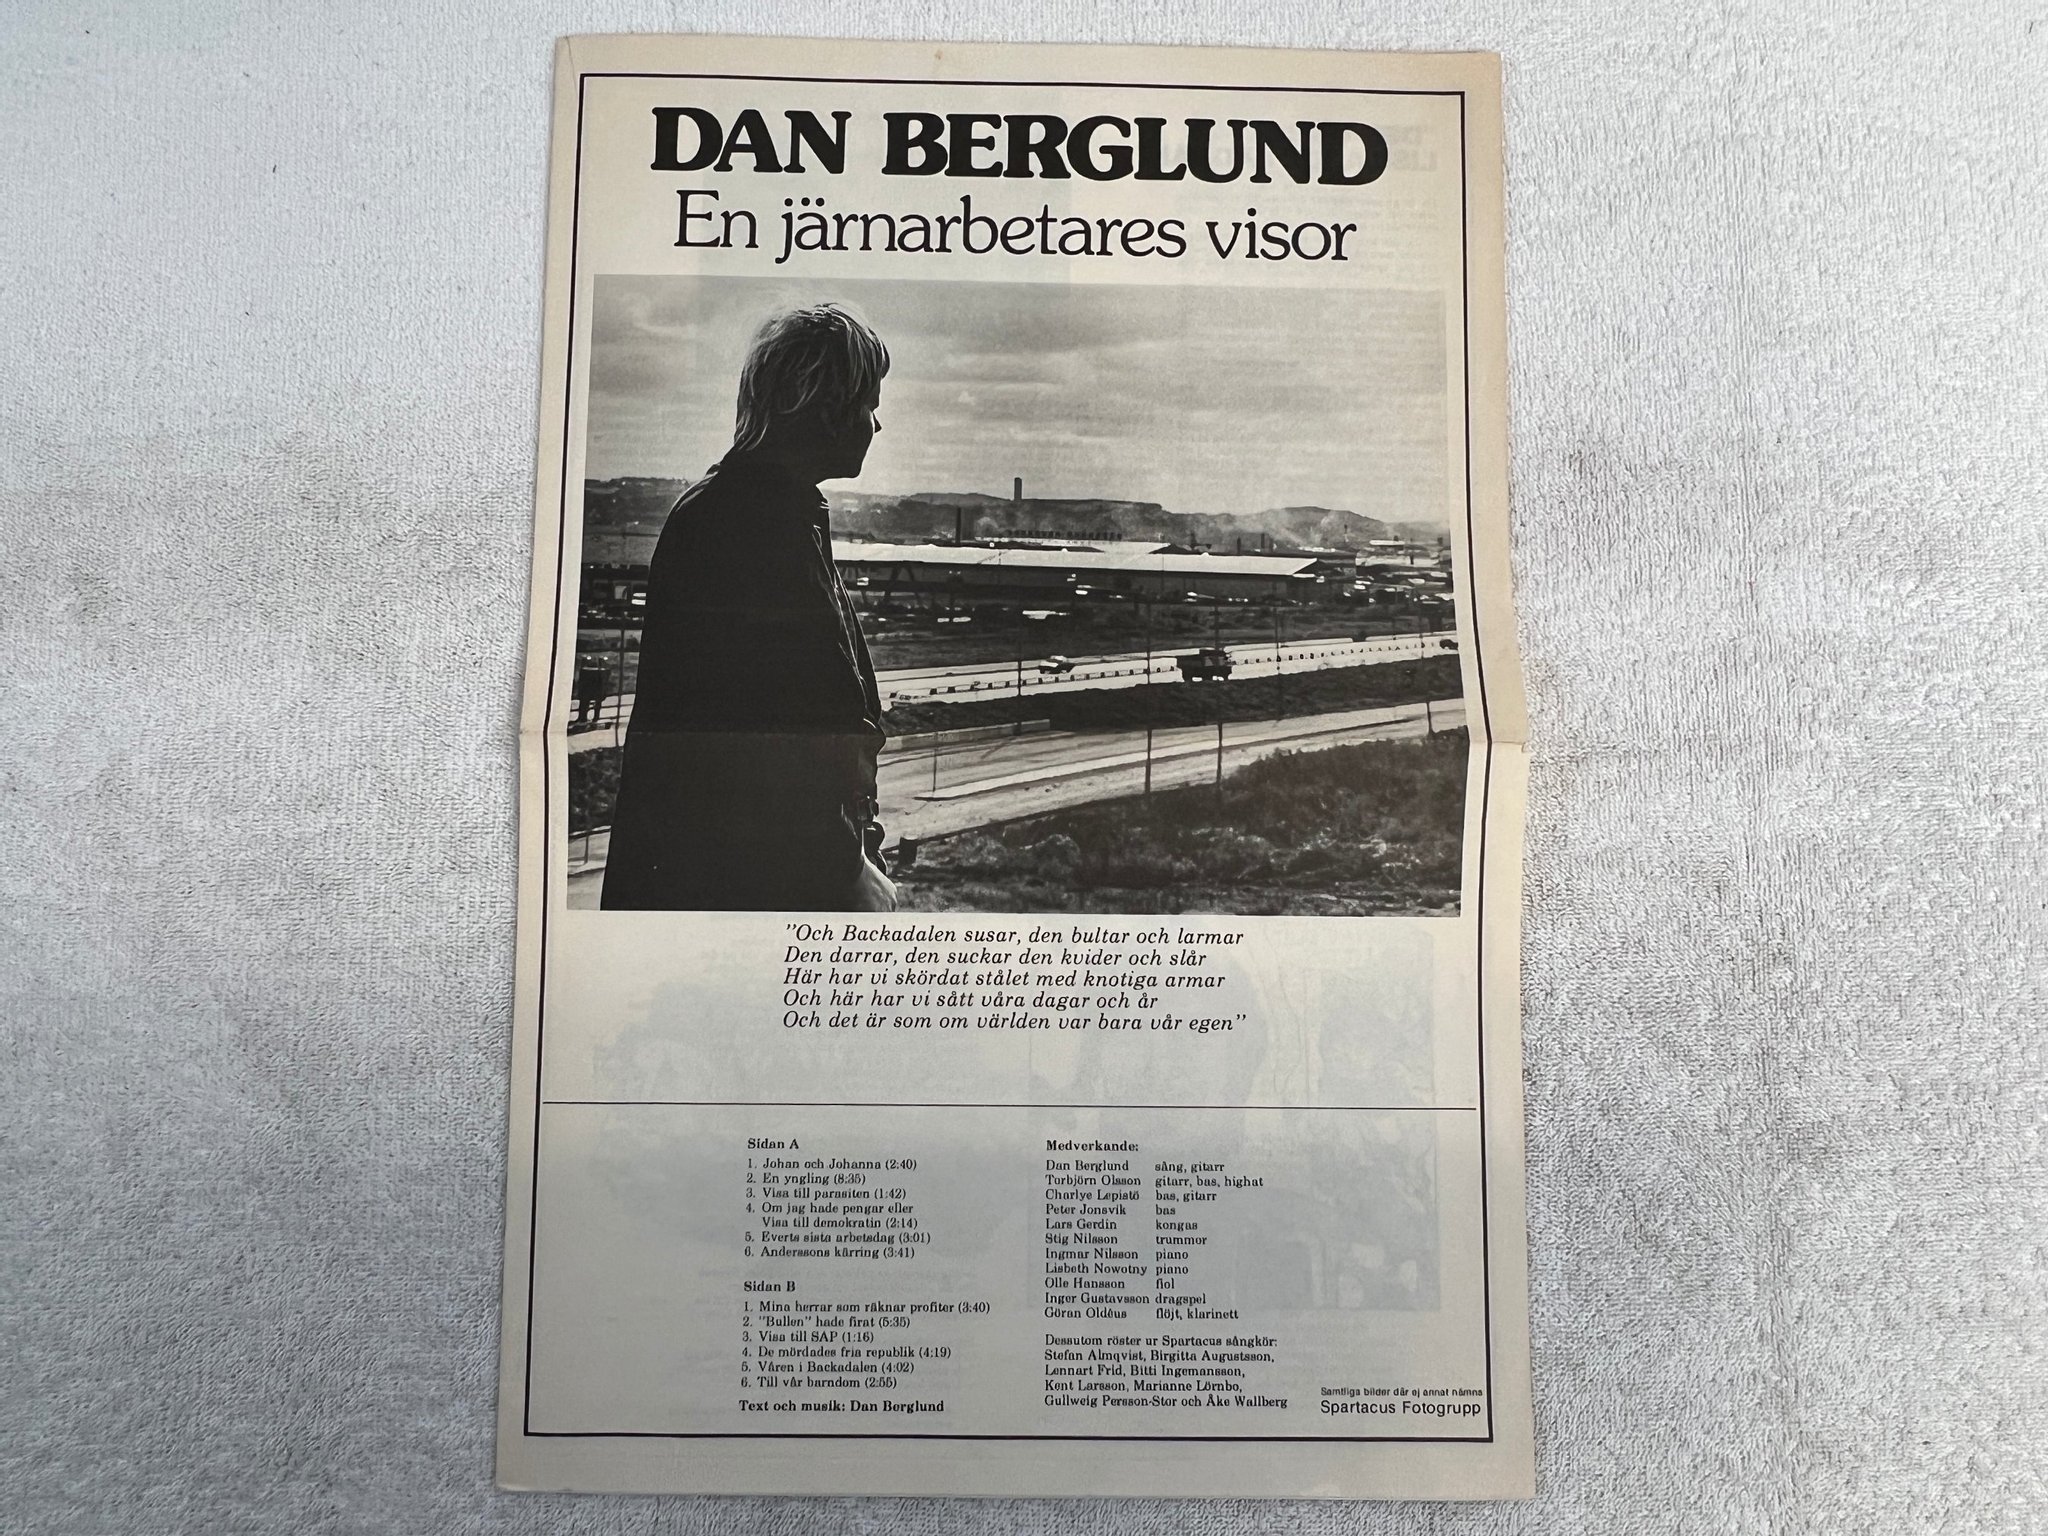 DAN BERGLUND
En järnarbetares visor
"Och Backadalen susar, den bultar och larmar
Den darrar, den suckar den kvider och slår
Här har vi skördat stålet med knotiga armar
Och här har vi sått våra dagar och år
Och det är som om världen var bara vår egen"
Sidan A
1. Johan och Johanna (2:40)
2. En yngling (8:35)
3. Visa till parasiten (1:42)
4. Om jag hade pengar eller
Visa till demokratin (2:14)
5. Everts sista arbetsdag (3:01)
6. Anderssons kärring (3:41)
Sidan B
1. Mina herrar som räknar profiter (3:40)
2. "Bullen" hade firat (5:35)
3. Visa till SAP (1:16)
4. De mördades fria republik (4:19)
5. Våren i Backadalen (4:02)
6. Till vår barndom (2:55)
Text och musik: Dan Berglund
Medverkande:
Dan Berglund sång, gitarr
Torbjörn Olsson gitarr, bas, highat
Charlye Lepistö bas, gitarr
Peter Jonsvik bas
Lars Gerdin kongas
Stig Nilsson trummor
Ingmar Nilsson piano
Lisbeth Nowotny piano
Olle Hansson fiol
Inger Gustavsson dragspel
Göran Oldéus flöjt, klarinett
Dessutom röster ur Spartacus sångkör:
Stefan Almqvist, Birgitta Augustsson,
Lennart Frid, Bitti Ingemansson,
Kent Larsson, Marianne Lörnbo,
Gullweig Persson-Stor och Åke Wallberg
Samtliga bilder där ej annat nämns
Spartacus Fotogrupp